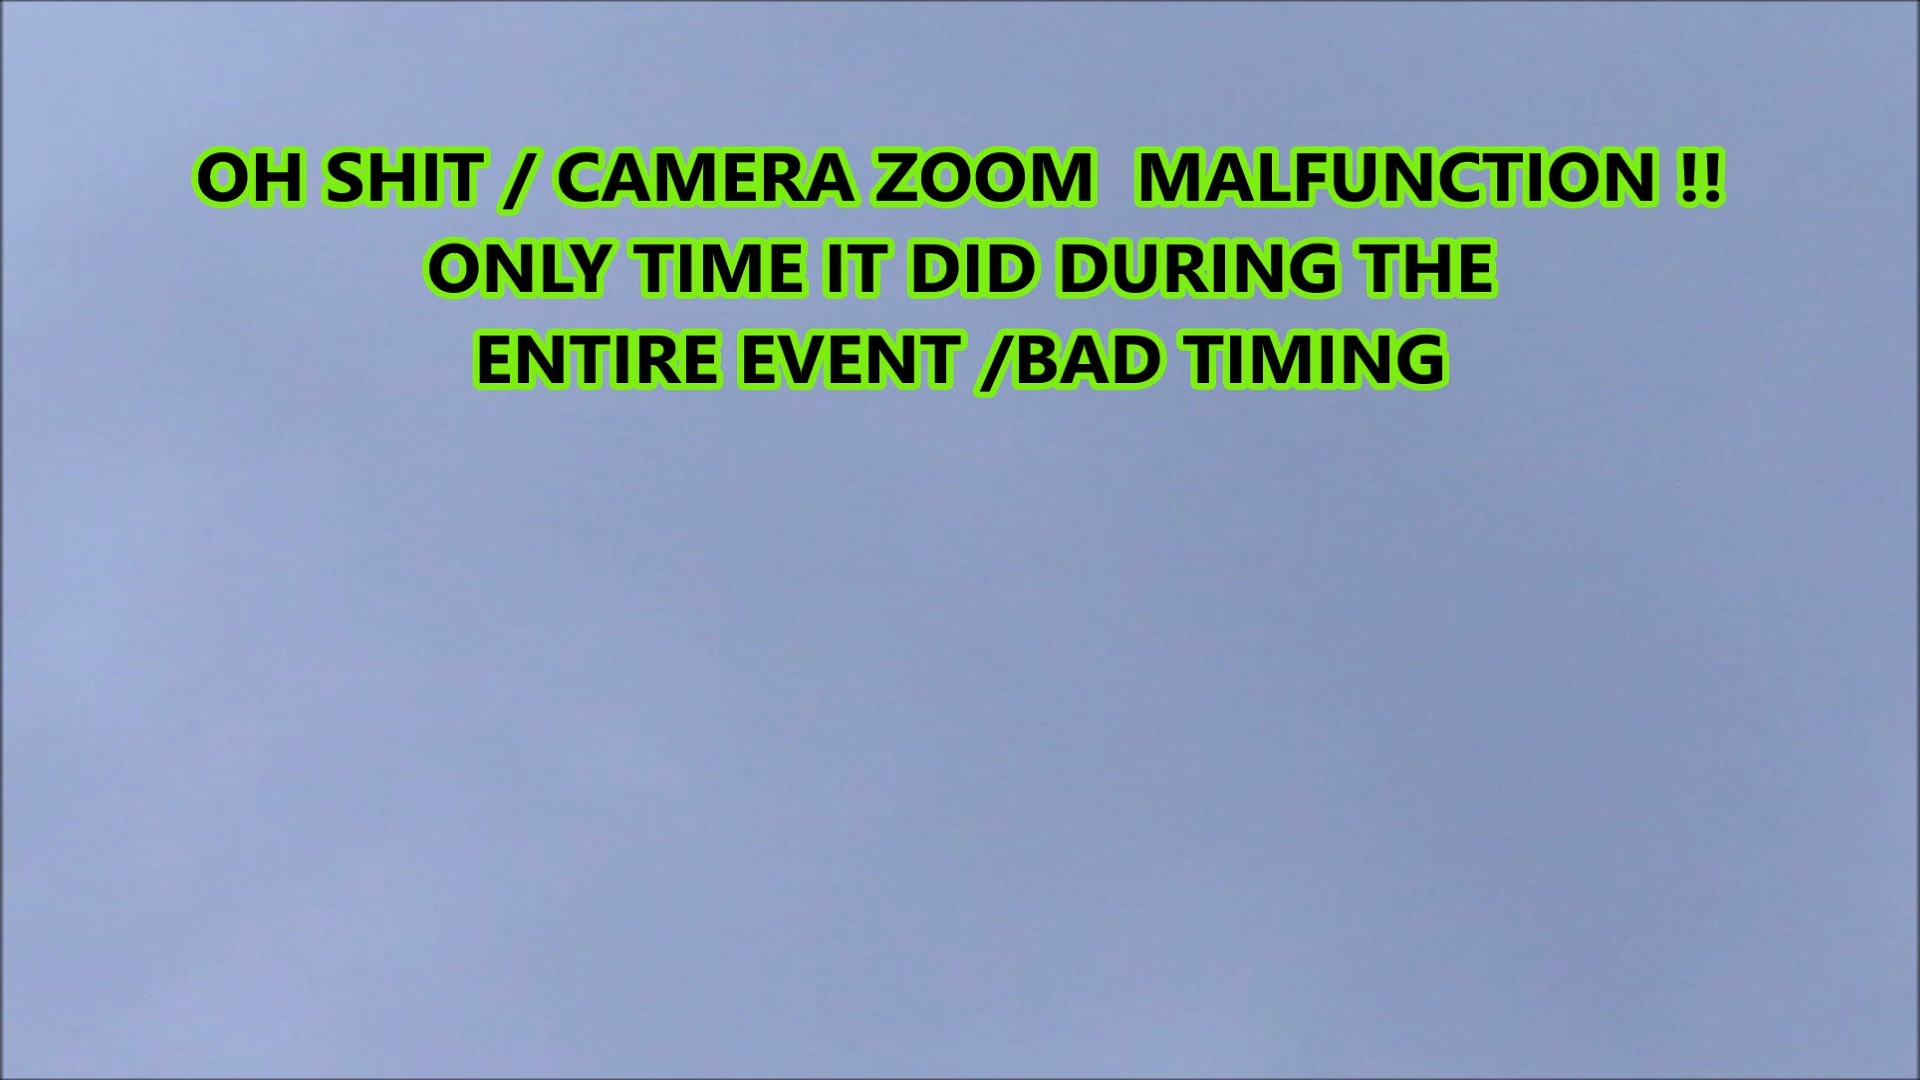 OH SHIT / CAMERA ZOOM  MALFUNCTION !!
ONLY TIME IT DID DURING THE
ENTIRE EVENT /BAD TIMING